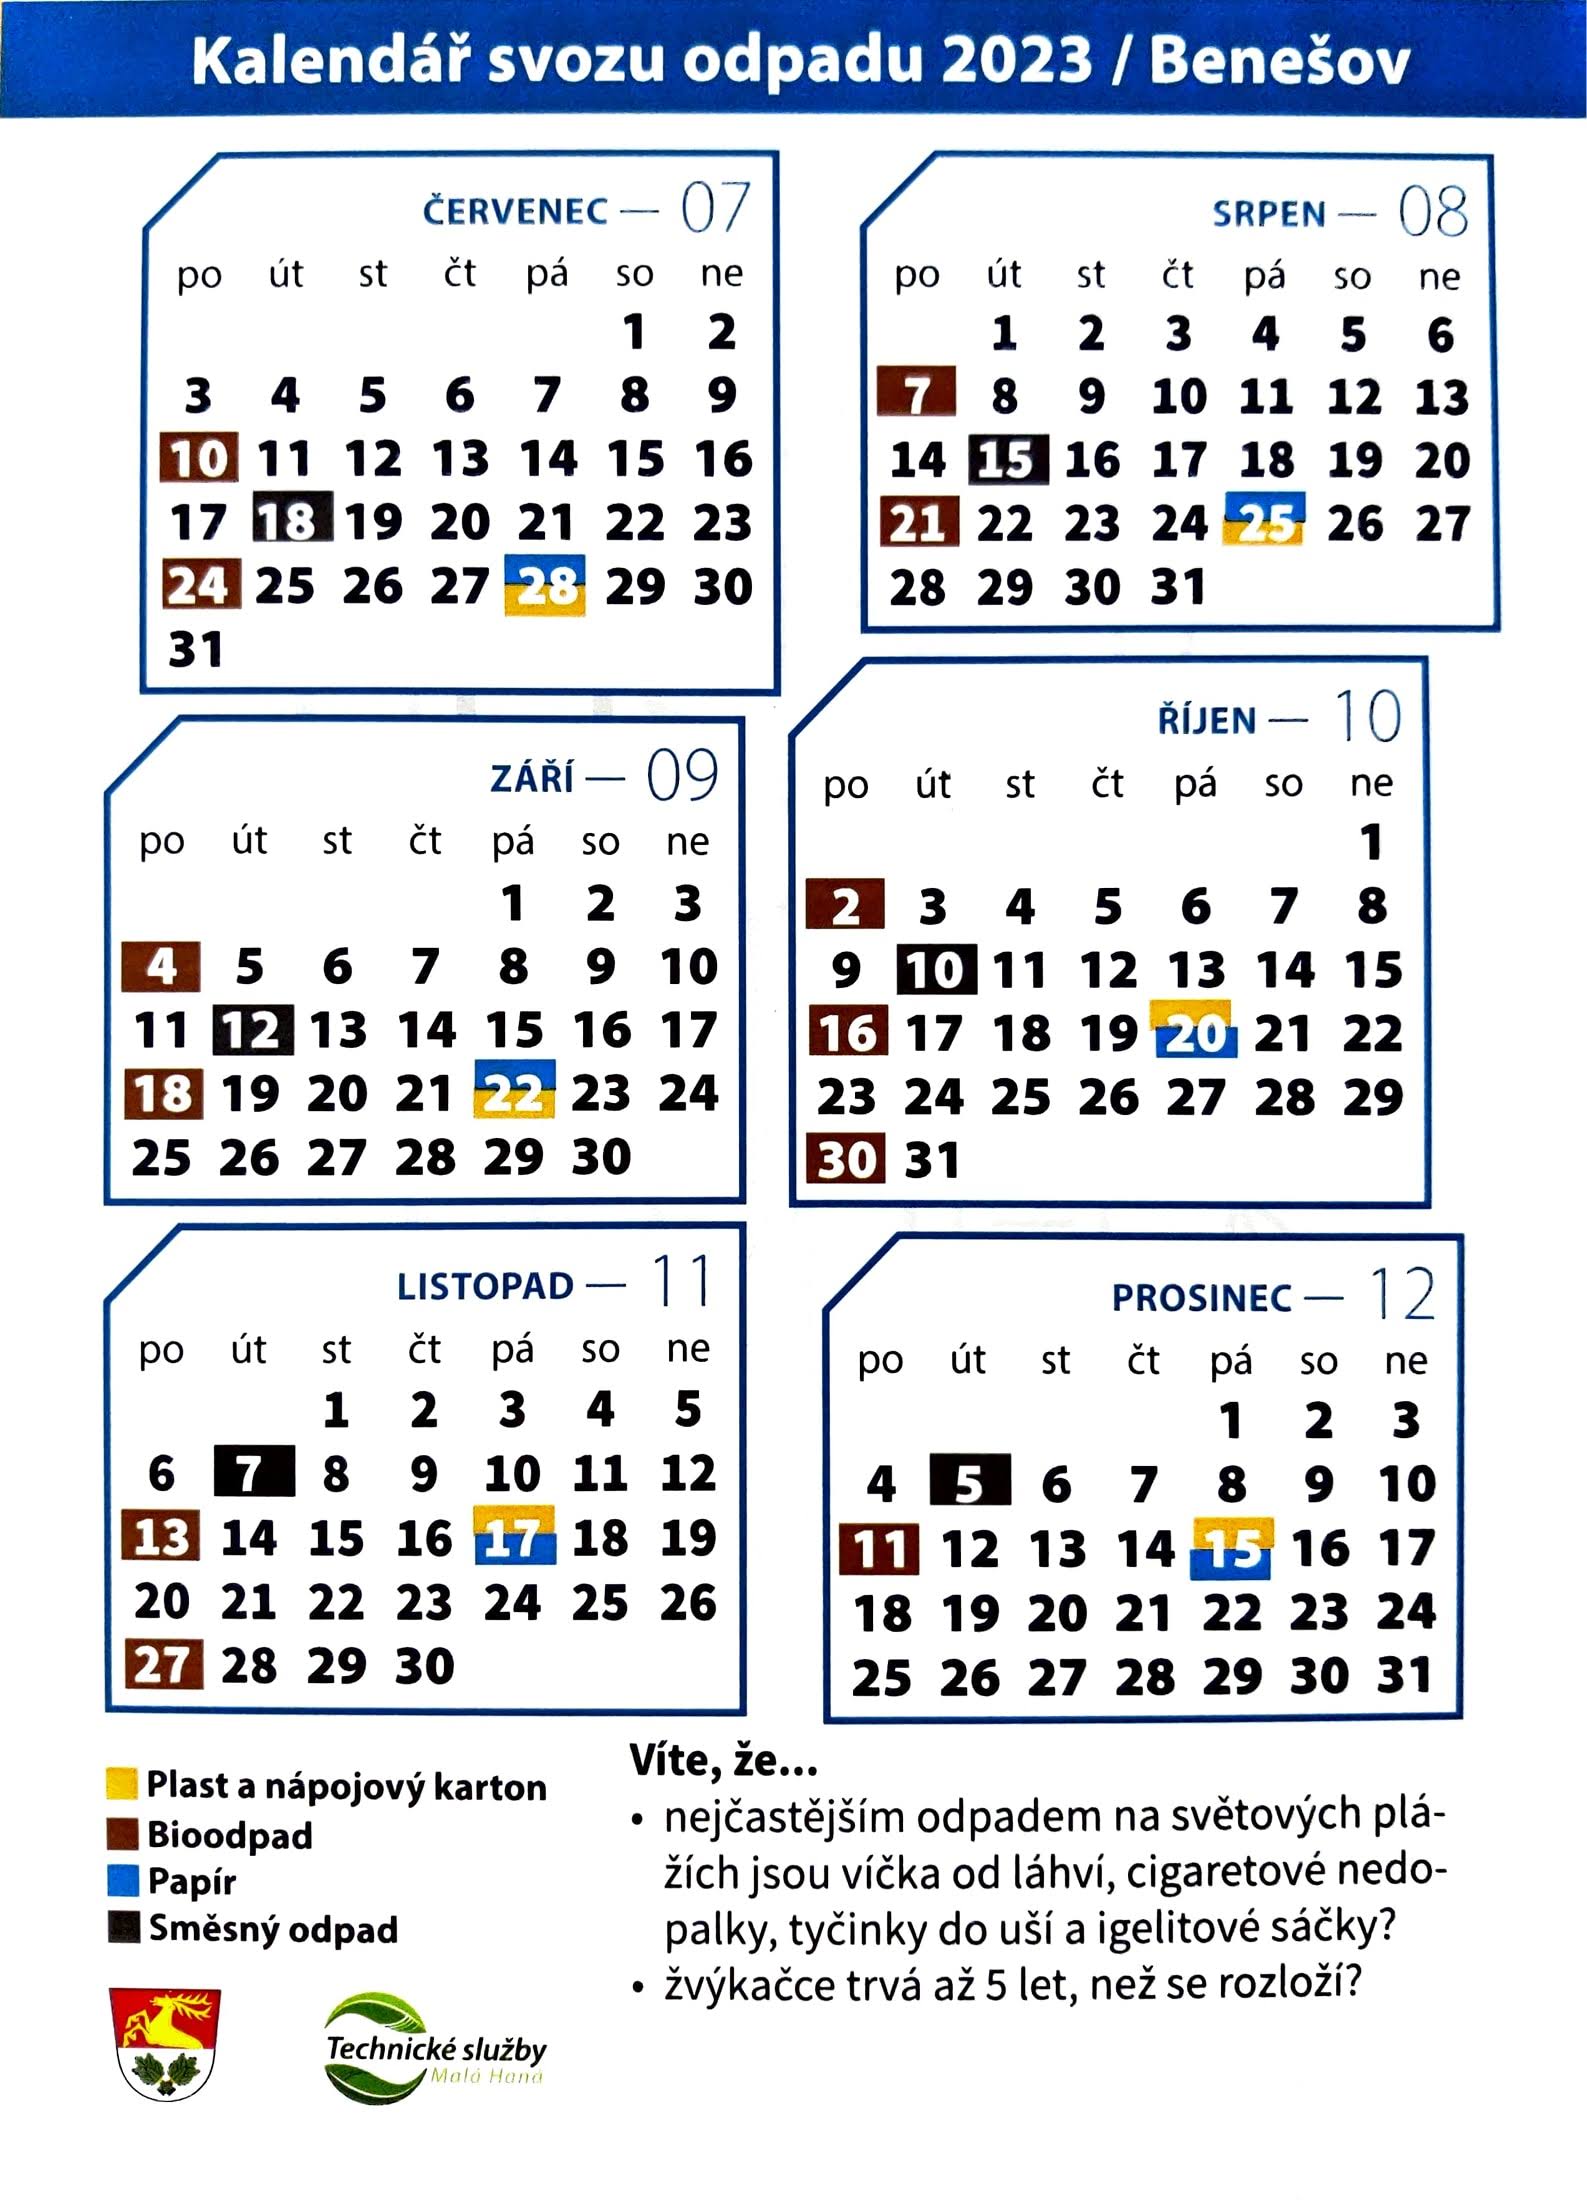 Kalendář svozu odpadu 2023 / Benešov
ČERVENEC — 07
po út st čt pá so ne
1 2
3 4 5 6 7 8 9
10 11 12 13 14 15 16
17 18 19 20 21 22 23
24 25 26 27 28 29 30
31
SRPEN — 08
po út st čt pá so ne
1 2 3 4 5 6
7 8 9 10 11 12 13
14 15 16 17 18 19 20
21 22 23 24 25 26 27
28 29 30 31
ZÁŘÍ — 09
po út st čt pá so ne
1 2 3
4 5 6 7 8 9 10
11 12 13 14 15 16 17
18 19 20 21 22 23 24
25 26 27 28 29 30
ŘÍJEN — 10
po út st čt pá so ne
1
2 3 4 5 6 7 8
9 10 11 12 13 14 15
16 17 18 19 20 21 22
23 24 25 26 27 28 29
30 31
LISTOPAD — 11
po út st čt pá so ne
1 2 3 4 5
6 7 8 9 10 11 12
13 14 15 16 17 18 19
20 21 22 23 24 25 26
27 28 29 30
PROSINEC — 12
po út st čt pá so ne
1 2 3
4 5 6 7 8 9 10
11 12 13 14 15 16 17
18 19 20 21 22 23 24
25 26 27 28 29 30 31
Plast a nápojový karton
Bioodpad
Papír
Směsný odpad
Víte, že...
• nejčastějším odpadem na světových plá-
žích jsou víčka od láhví, cigaretové nedo-
palky, tyčinky do uší a igelitové sáčky?
• žvýkačce trvá až 5 let, než se rozloží?
Technické služby
Malá Haná